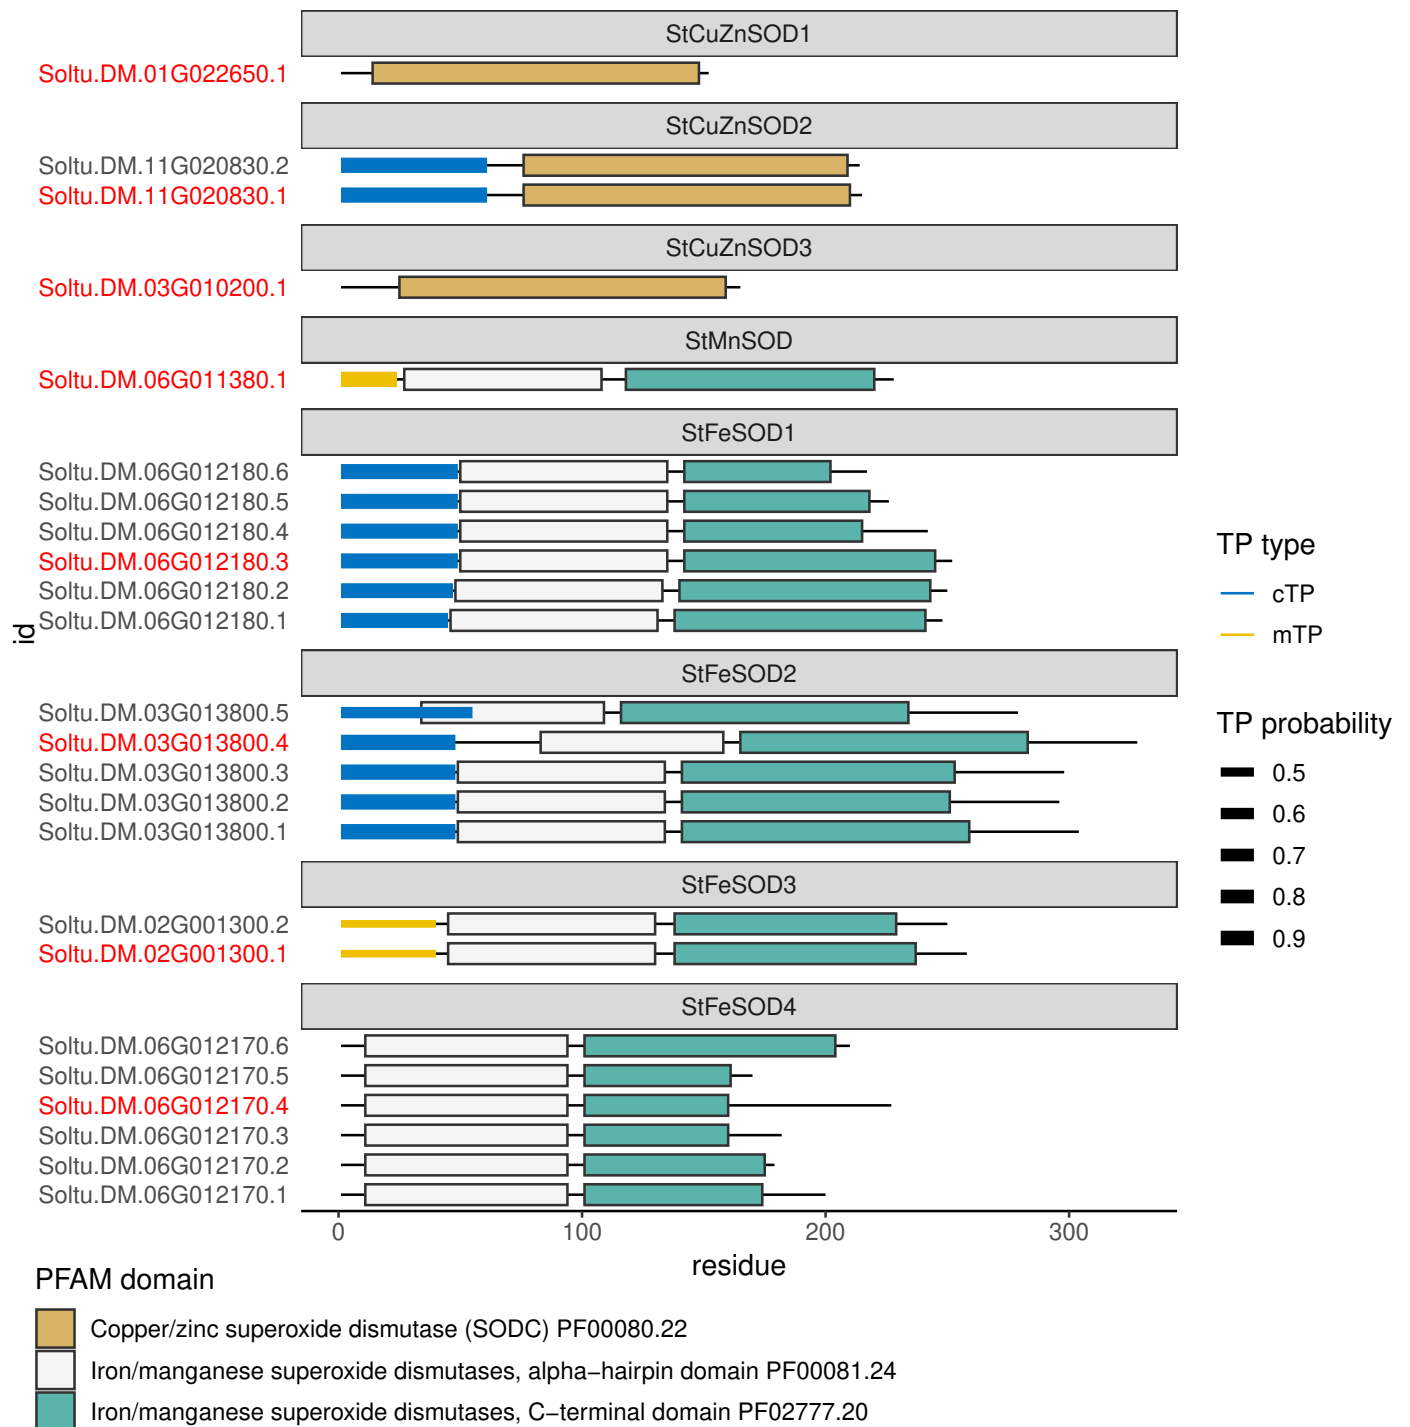 StCuZnSOD1
Soltu.DM.01G022650.1
StCuZnSOD2
Soltu.DM.11G020830.2
Soltu.DM.11G020830.1
StCuZnSOD3
Soltu.DM.03G010200.1
StMnSOD
Soltu.DM.06G011380.1
StFeSOD1
Soltu.DM.06G012180.6
Soltu.DM.06G012180.5
Soltu.DM.06G012180.4
Soltu.DM.06G012180.3
Soltu.DM.06G012180.2
Soltu.DM.06G012180.1
id
StFeSOD2
Soltu.DM.03G013800.5
Soltu.DM.03G013800.4
Soltu.DM.03G013800.3
Soltu.DM.03G013800.2
Soltu.DM.03G013800.1
StFeSOD3
Soltu.DM.02G001300.2
Soltu.DM.02G001300.1
StFeSOD4
Soltu.DM.06G012170.6
Soltu.DM.06G012170.5
Soltu.DM.06G012170.4
Soltu.DM.06G012170.3
Soltu.DM.06G012170.2
Soltu.DM.06G012170.1
0 100 200 300
residue
TP type
cTP
mTP
TP probability
0.5
0.6
0.7
0.8
0.9
PFAM domain
Copper/zinc superoxide dismutase (SODC) PF00080.22
Iron/manganese superoxide dismutases, alpha−hairpin domain PF00081.24
Iron/manganese superoxide dismutases, C−terminal domain PF02777.20